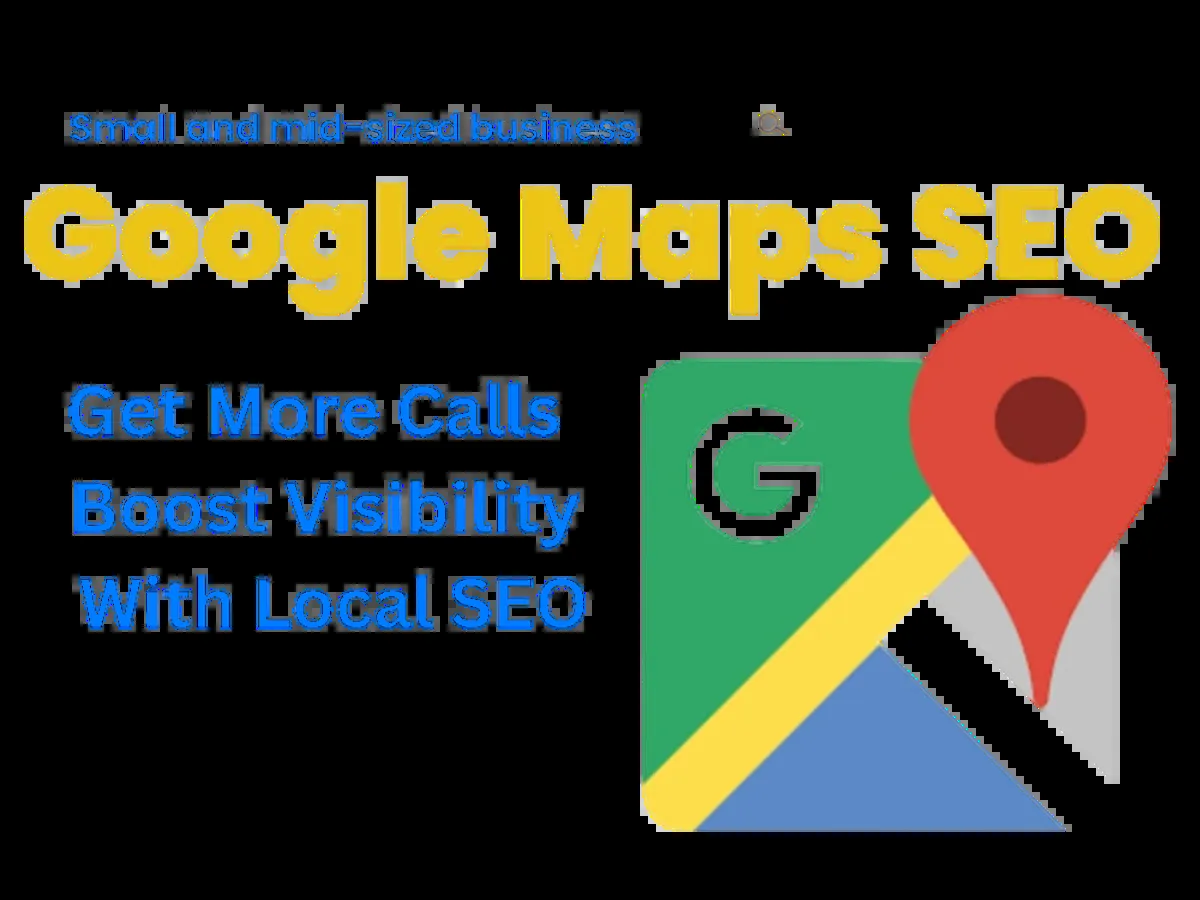 Small and mid-sized business
Google Maps SEO
Get More Calls
Boost Visibility
With Local SEO
G